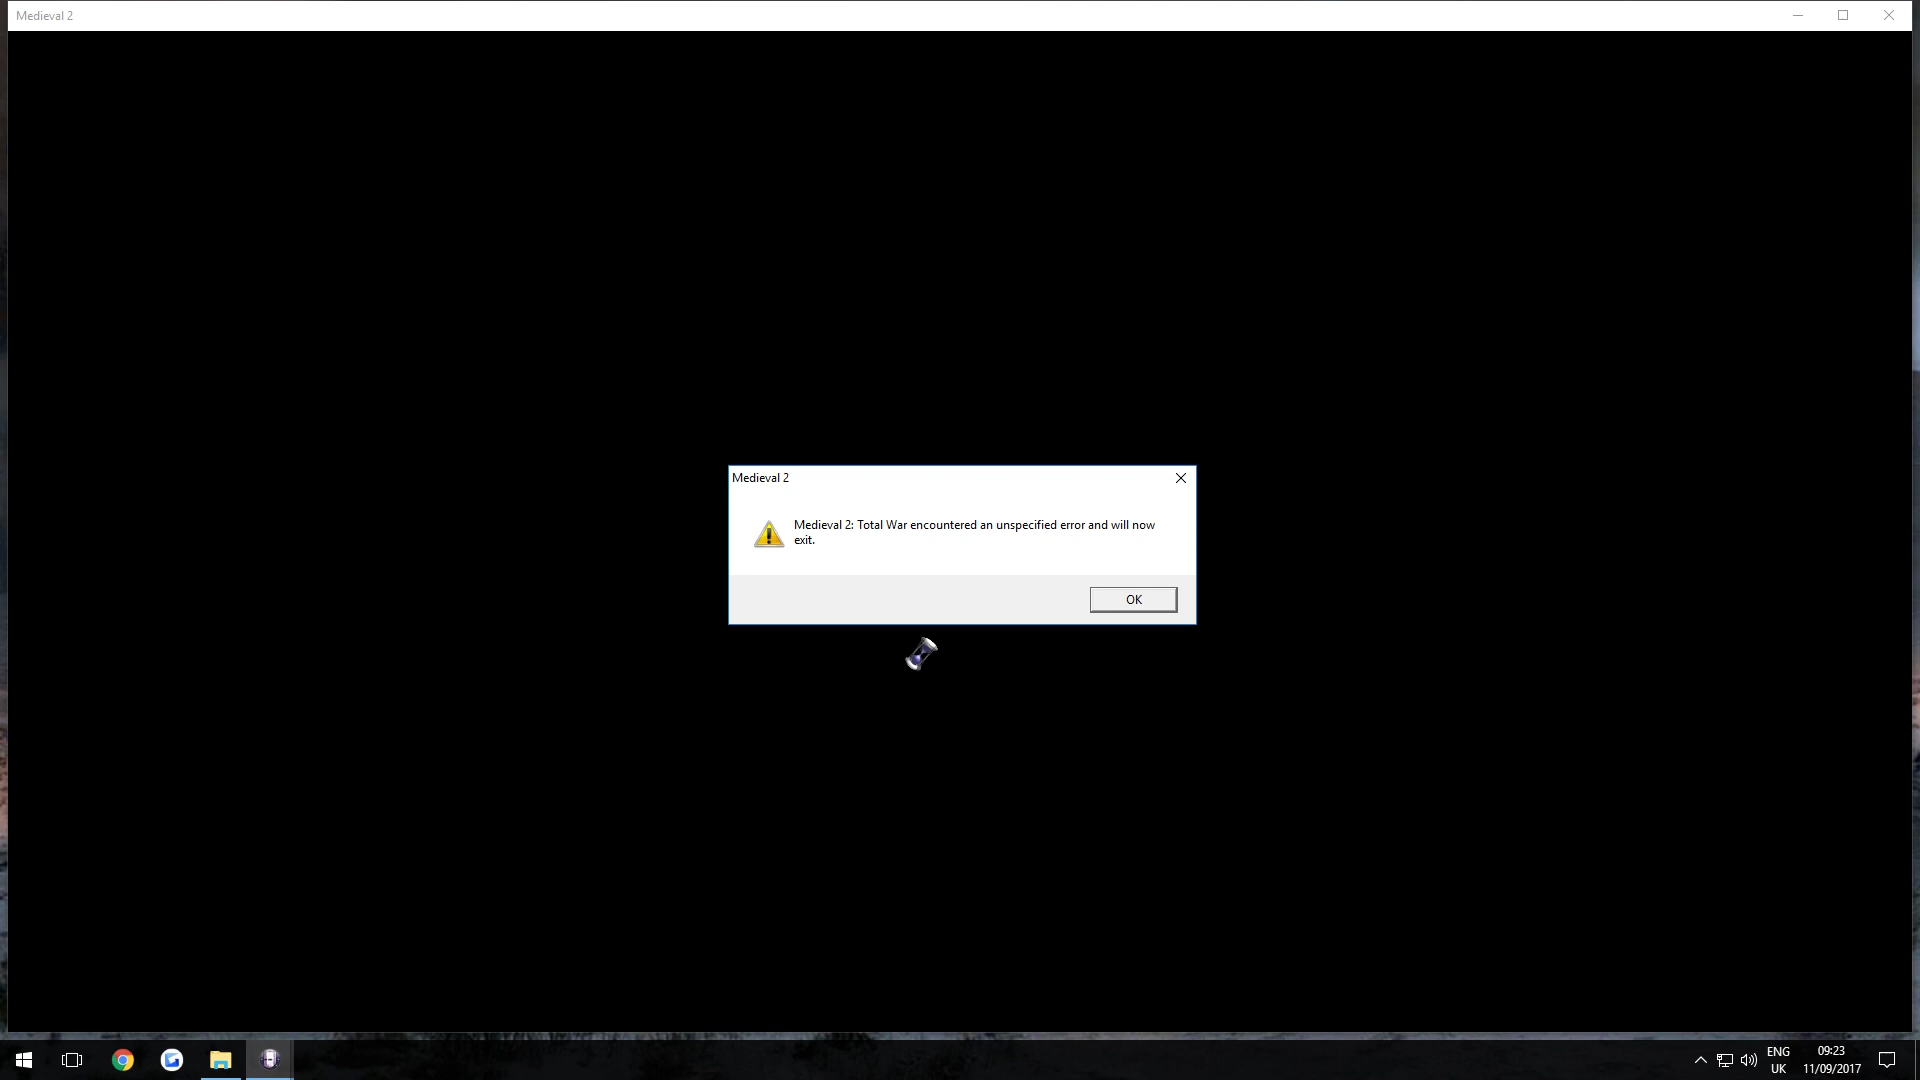 Medieval 2
Medieval 2
Medieval 2: Total War encountered an unspecified error and will now
exit.
OK
ENG
UK
09:23
11/09/2017